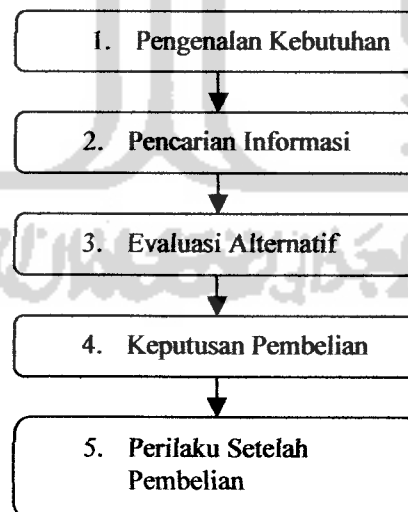 1. Pengenalan Kebutuhan
2. Pencarian Informasi
3. Evaluasi Alternatif
4. Keputusan Pembelian
5. Perilaku Setelah
Pembelian